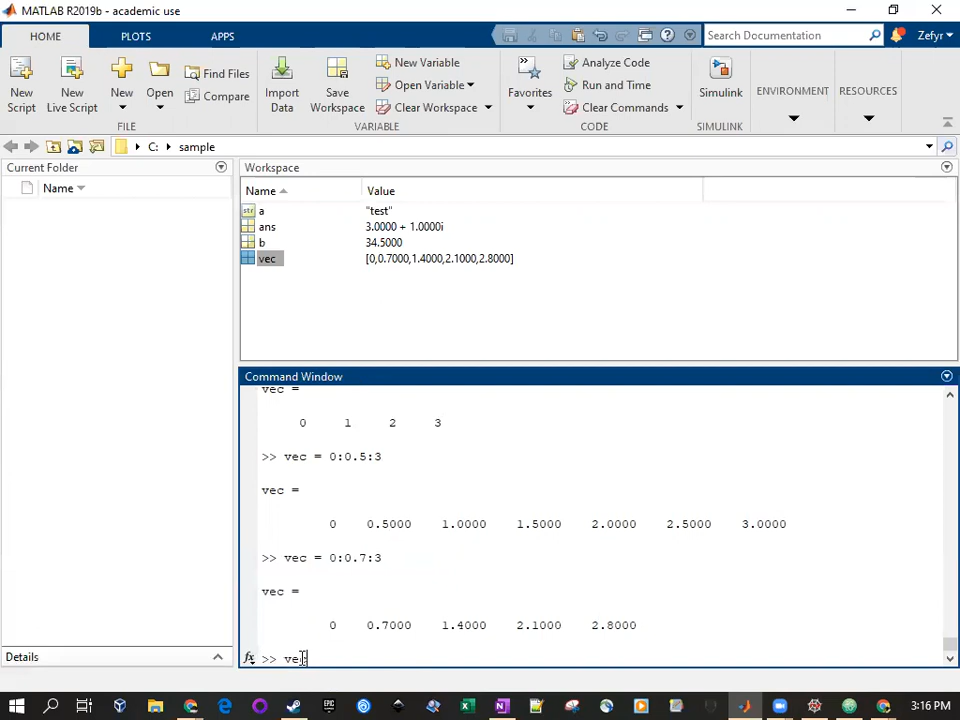 MATLAB R2019b - academic use
HOME PLOTS APPS
Search Documentation
Zefyr
New Script
New Live Script
New
Open
Find Files
Compare
FILE
Import Data
Save Workspace
New Variable
Open Variable
Clear Workspace
VARIABLE
Favorites
Analyze Code
Run and Time
Clear Commands
CODE
Simulink
SIMULINK
ENVIRONMENT
RESOURCES
C: sample
Current Folder
Name
Workspace
Name Value
str a "test"
ans 3.0000 + 1.0000i
b 34.5000
vec [0,0.7000,1.4000,2.1000,2.8000]
Command Window
vec =
0 1 2 3
>> vec = 0:0.5:3
vec =
0 0.5000 1.0000 1.5000 2.0000 2.5000 3.0000
>> vec = 0:0.7:3
vec =
0 0.7000 1.4000 2.1000 2.8000
fx >> vec
Details
3:16 PM